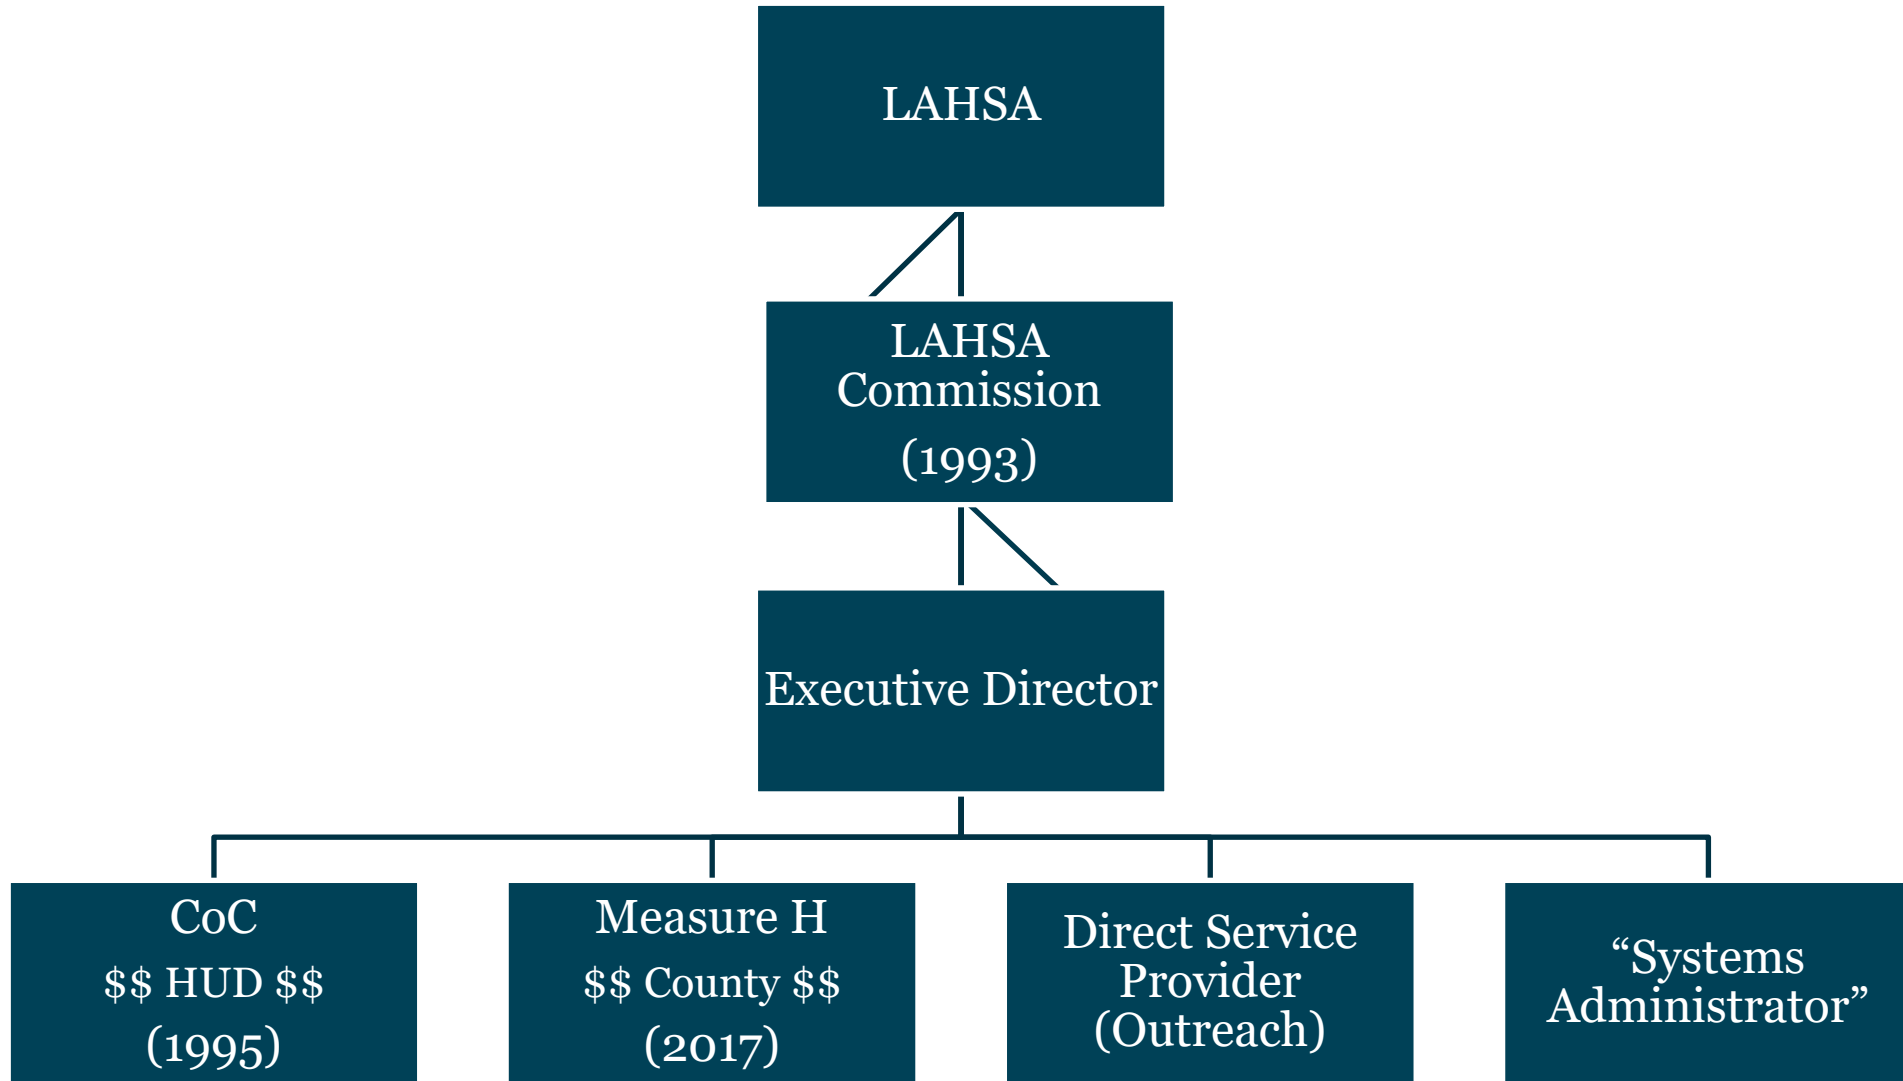 LAHSA
LAHSA
Commission
(1993)
Executive Director
CoC
$$ HUD $$
(1995)
Measure H
$$ County $$
(2017)
Direct Service
Provider
(Outreach)
“Systems
Administrator”